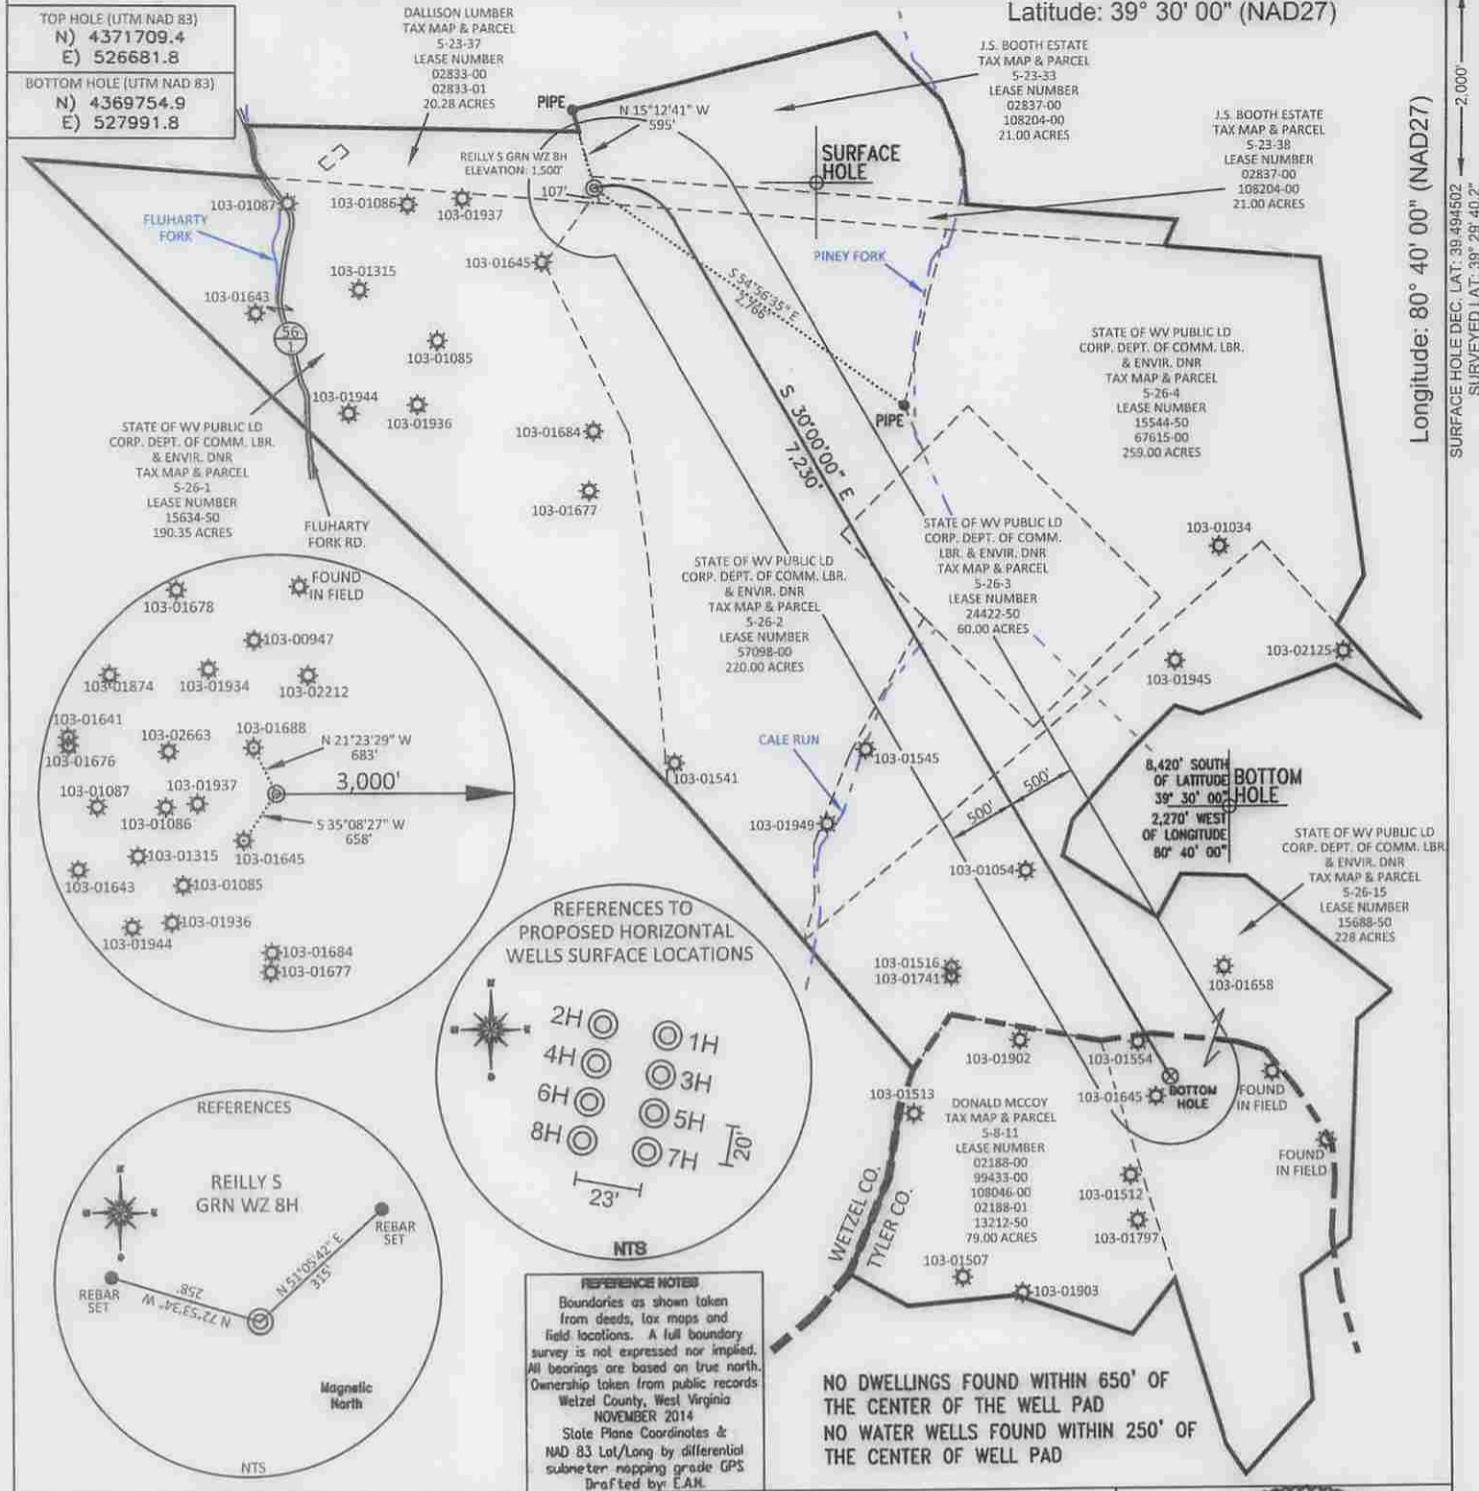 TOP HOLE (UTM NAD 83)
N) 4371709.4
E) 526681.8
BOTTOM HOLE (UTM NAD 83)
N) 4369754.9
E) 527991.8
DALLISON LUMBER
TAX MAP & PARCEL
5-23-37
LEASE NUMBER
02833-00
02833-01
20.28 ACRES
Latitude: 39° 30' 00" (NAD27)
J.S. BOOTH ESTATE
TAX MAP & PARCEL
5-23-33
LEASE NUMBER
02837-00
108204-00
21.00 ACRES
J.S. BOOTH ESTATE
TAX MAP & PARCEL
5-23-38
LEASE NUMBER
02837-00
108204-00
21.00 ACRES
2,000'
Longitude: 80° 40' 00" (NAD27)
SURFACE HOLE DEC. LAT: 39.494502
SURVEYED LAT: 39° 29' 40.2"
PIPE
N 15°12'41" W
595'
REILLY S GRN WZ 8H
ELEVATION: 1,500'
107'
SURFACE
HOLE
103-01087
103-01086
103-01937
FLUHARTY
FORK
103-01645
103-01315
103-01643
56
1
103-01085
PINEY FORK
S 54°56'35" E
2,766'
103-01944
103-01936
103-01684
103-01677
PIPE
S 30°00'00" E
7,230'
STATE OF WV PUBLIC LD
CORP. DEPT. OF COMM. LBR.
& ENVIR. DNR
TAX MAP & PARCEL
5-26-4
LEASE NUMBER
15544-50
67615-00
259.00 ACRES
STATE OF WV PUBLIC LD
CORP. DEPT. OF COMM. LBR.
& ENVIR. DNR
TAX MAP & PARCEL
5-26-1
LEASE NUMBER
15634-50
190.35 ACRES
FLUHARTY
FORK RD.
STATE OF WV PUBLIC LD
CORP. DEPT. OF COMM.
LBR. & ENVIR. DNR
TAX MAP & PARCEL
5-26-3
LEASE NUMBER
24422-50
60.00 ACRES
STATE OF WV PUBLIC LD
CORP. DEPT. OF COMM. LBR.
& ENVIR. DNR
TAX MAP & PARCEL
5-26-2
LEASE NUMBER
57098-00
220.00 ACRES
103-01034
103-02125
103-01945
FOUND
IN FIELD
103-01678
103-00947
103-01874
103-01934
103-02212
103-01641
103-01676
103-02663
103-01688
N 21°23'29" W
683'
3,000'
103-01087
103-01937
103-01086
S 35°08'27" W
658'
103-01315
103-01645
103-01643
103-01085
103-01936
103-01944
103-01684
103-01677
103-01541
CALE RUN
103-01545
103-01949
500'
500'
103-01054
8,420' SOUTH
OF LATITUDE
39° 30' 00"
2,270' WEST
OF LONGITUDE
80° 40' 00"
BOTTOM
HOLE
STATE OF WV PUBLIC LD
CORP. DEPT. OF COMM. LBR
& ENVIR. DNR
TAX MAP & PARCEL
5-26-15
LEASE NUMBER
15688-50
228 ACRES
REFERENCES TO
PROPOSED HORIZONTAL
WELLS SURFACE LOCATIONS
2H
1H
4H
3H
6H
5H
8H
7H
20'
23'
NTS
103-01516
103-01741
103-01658
103-01902
103-01554
103-01513
103-01645
BOTTOM
HOLE
FOUND
IN FIELD
FOUND
IN FIELD
DONALD MCCOY
TAX MAP & PARCEL
5-8-11
LEASE NUMBER
02188-00
99433-00
108046-00
02188-01
13212-50
79.00 ACRES
103-01512
103-01797
103-01507
103-01903
WETZEL CO.
TYLER CO.
REFERENCES
REILLY S
GRN WZ 8H
REBAR
SET
REBAR
SET
N 51°05'42" E
315'
N 72°53'34" W
258'
Magnetic
North
NTS
REFERENCE NOTES
Boundaries as shown taken
from deeds, tax maps and
field locations. A full boundary
survey is not expressed nor implied.
All bearings are based on true north.
Ownership taken from public records
Wetzel County, West Virginia
NOVEMBER 2014
State Plane Coordinates &
NAD 83 Lat/Long by differential
submeter mapping grade GPS
Drafted by: E.A.M.
NO DWELLINGS FOUND WITHIN 650' OF
THE CENTER OF THE WELL PAD
NO WATER WELLS FOUND WITHIN 250' OF
THE CENTER OF WELL PAD